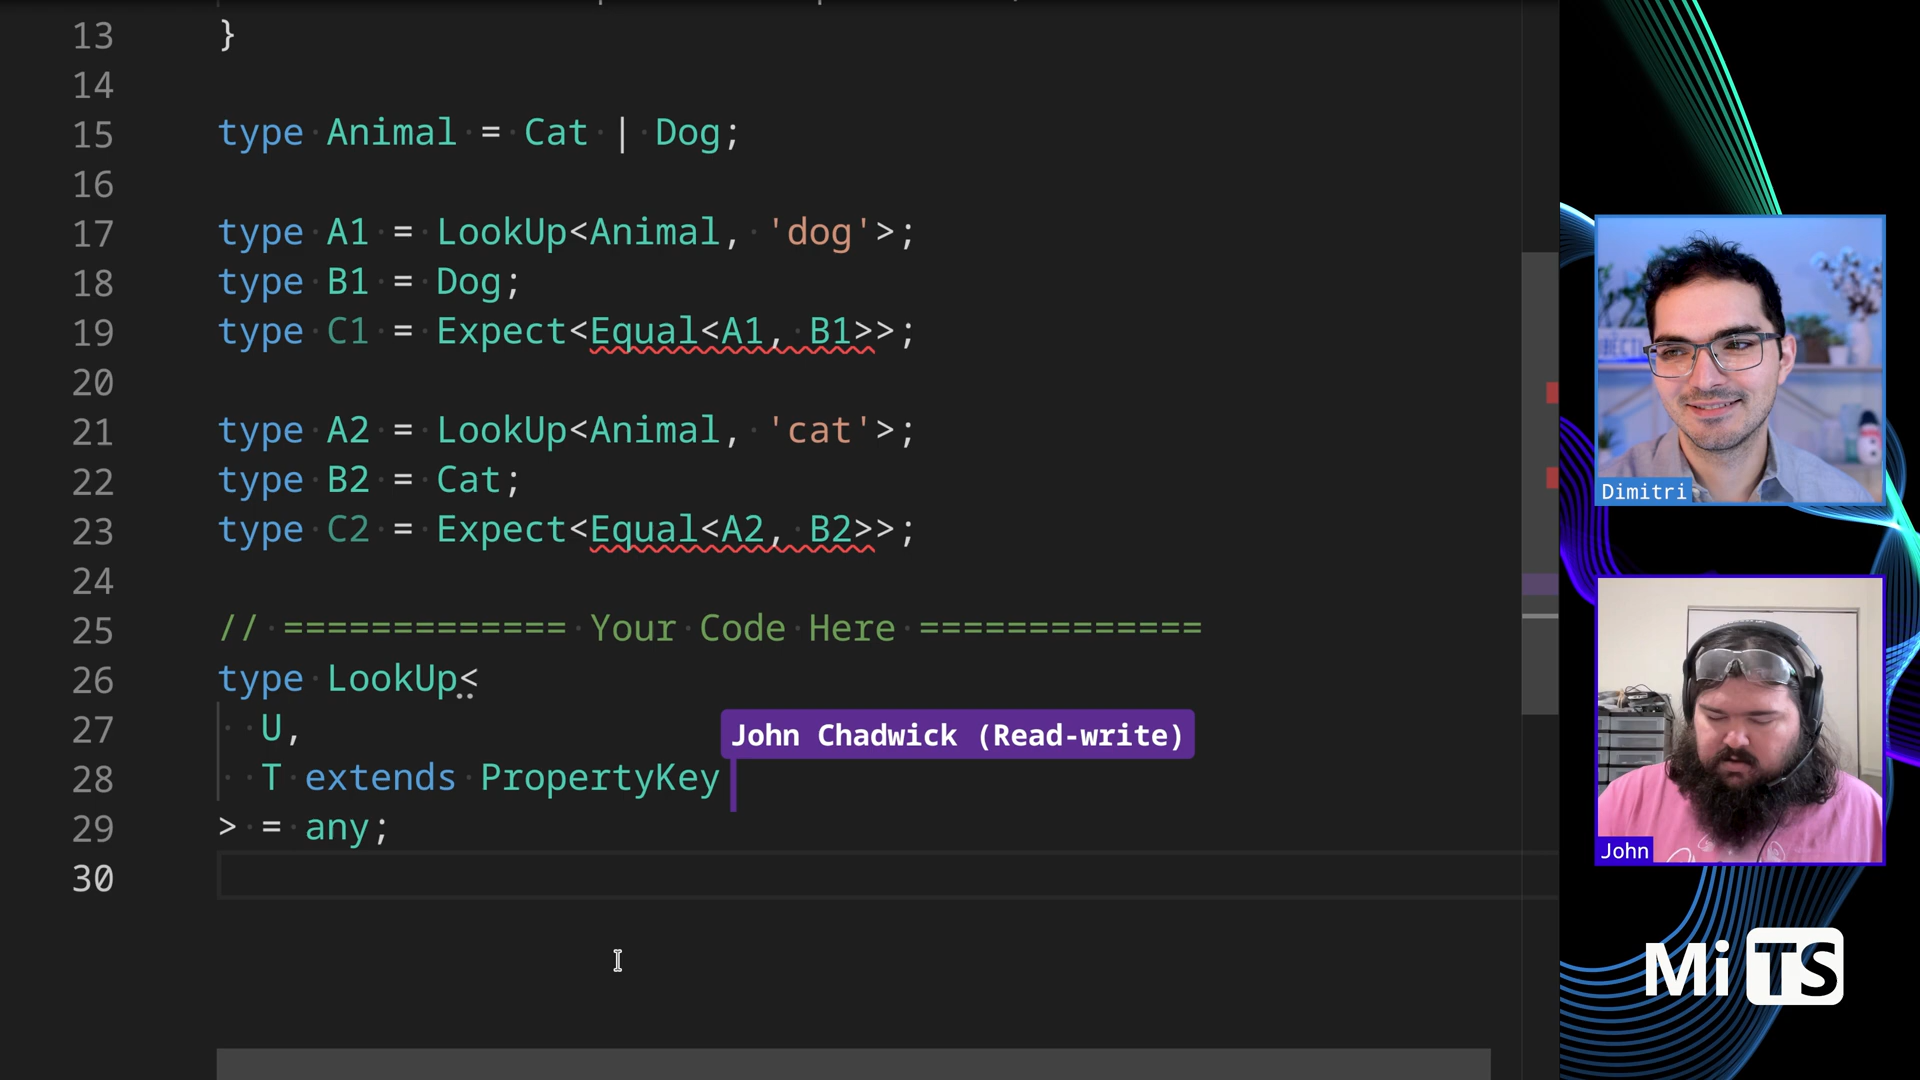 13 }
14
15 type Animal = Cat | Dog;
16
17 type A1 = LookUp<Animal, 'dog'>;
18 type B1 = Dog;
19 type C1 = Expect<Equal<A1, B1>>;
20
21 type A2 = LookUp<Animal, 'cat'>;
22 type B2 = Cat;
23 type C2 = Expect<Equal<A2, B2>>;
24
25 // ============= Your Code Here =============
26 type LookUp<
27 U,
John Chadwick (Read-write)
28 T extends PropertyKey
29 > = any;
30
Dimitri
John
MiTS